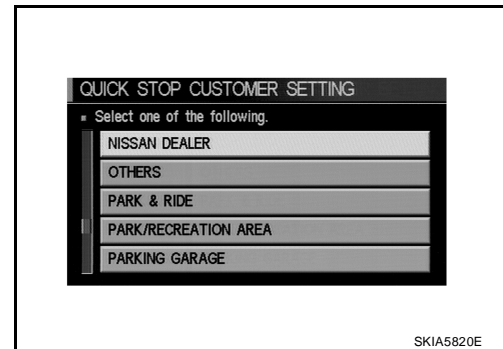 QUICK STOP CUSTOMER SETTING
Select one of the following.
NISSAN DEALER
OTHERS
PARK & RIDE
PARK/RECREATION AREA
PARKING GARAGE
SKIA5820E